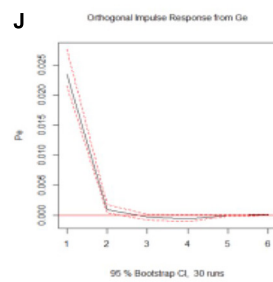 J
Orthogonal Impulse Response from Ge
Pe
0.025
0.020
0.015
0.010
0.005
0.000
1 2 3 4 5 6
95 % Bootstrap CI, 30 runs